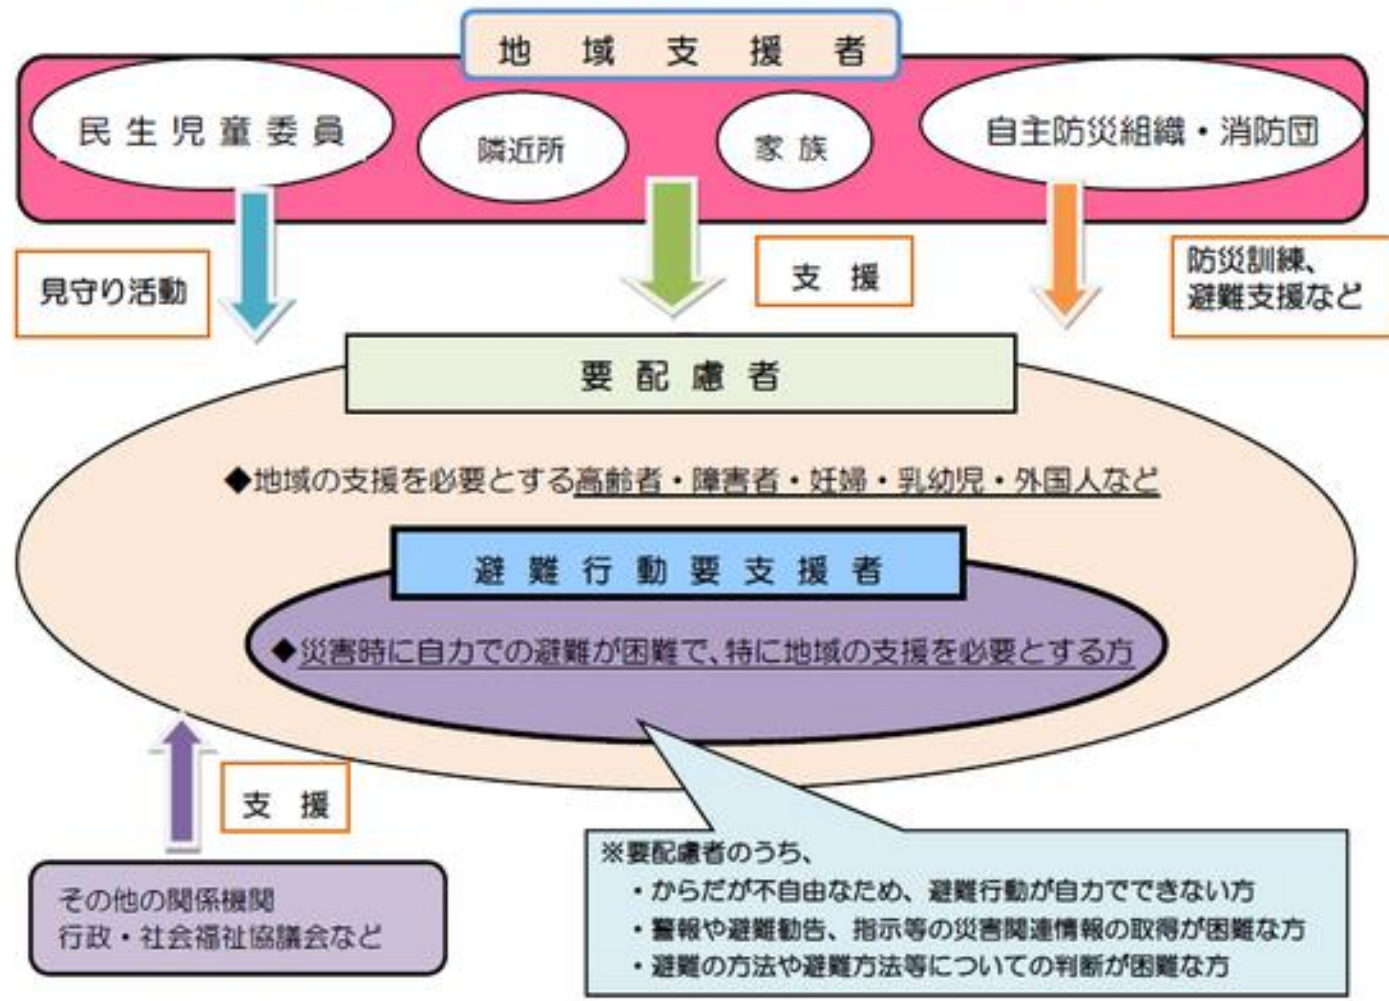 地域支援者
民生児童委員
隣近所
家族
自主防災組織・消防団
見守り活動
支援
防災訓練、
避難支援など
要配慮者
◆地域の支援を必要とする高齢者・障害者・妊婦・乳幼児・外国人など
避難行動要支援者
◆災害時に自力での避難が困難で、特に地域の支援を必要とする方
支援
その他の関係機関
行政・社会福祉協議会など
※要配慮者のうち、
・からだが不自由なため、避難行動が自力でできない方
・警報や避難勧告、指示等の災害関連情報の取得が困難な方
・避難の方法や避難方法等についての判断が困難な方